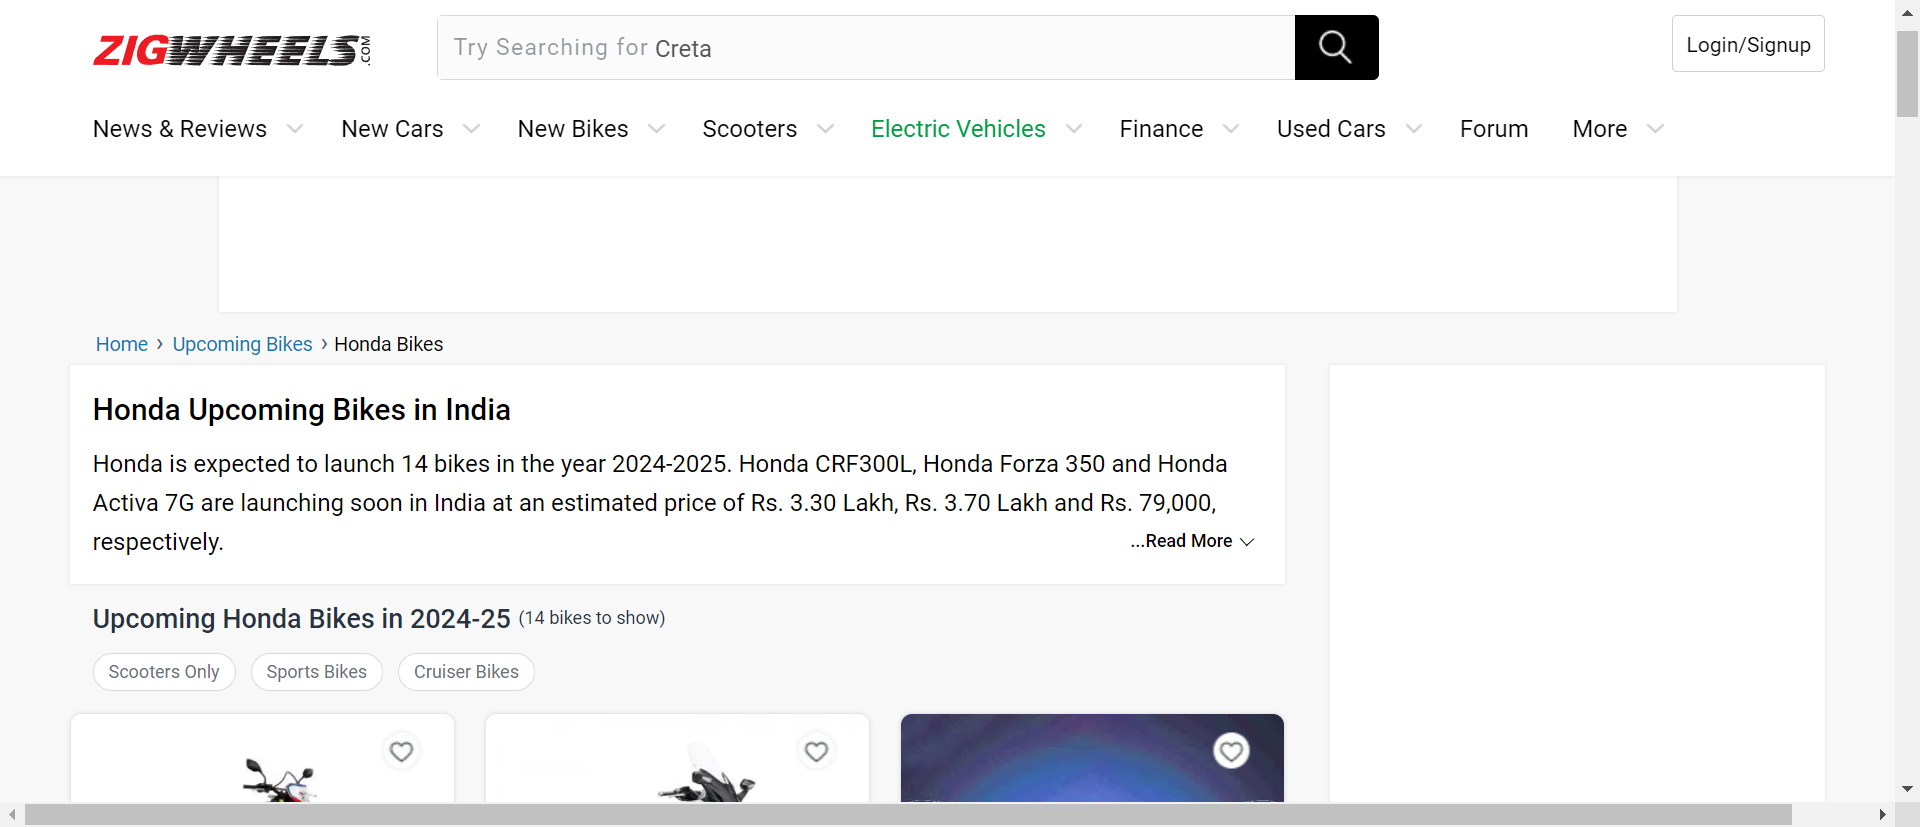 ZIGWHEELS.COM
Try Searching for Creta
Login/Signup
News & Reviews New Cars New Bikes Scooters Electric Vehicles Finance Used Cars Forum More
Home › Upcoming Bikes › Honda Bikes
Honda Upcoming Bikes in India
Honda is expected to launch 14 bikes in the year 2024-2025. Honda CRF300L, Honda Forza 350 and Honda
Activa 7G are launching soon in India at an estimated price of Rs. 3.30 Lakh, Rs. 3.70 Lakh and Rs. 79,000,
respectively. ...Read More
Upcoming Honda Bikes in 2024-25 (14 bikes to show)
Scooters Only Sports Bikes Cruiser Bikes